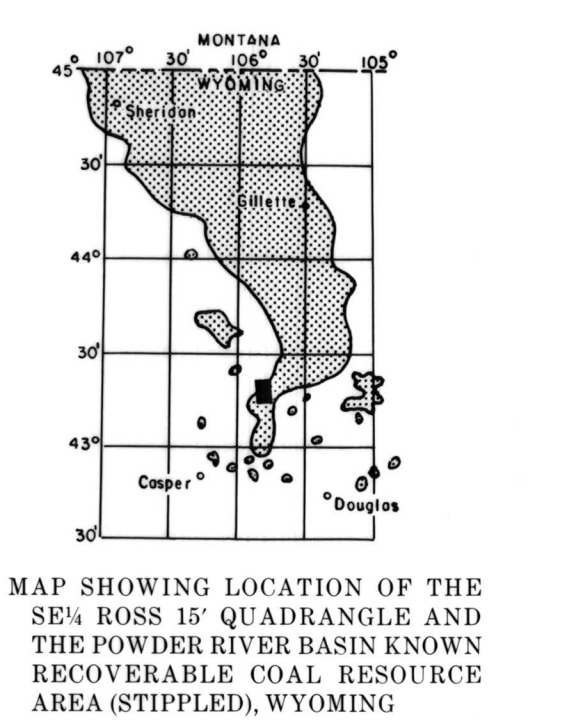 MONTANA
45° 107° 30' 106° 30' 105°
WYOMING
Sheridan
30'
Gillette
44°
30'
43°
Casper
Douglas
30'
MAP SHOWING LOCATION OF THE
SE¼ ROSS 15′ QUADRANGLE AND
THE POWDER RIVER BASIN KNOWN
RECOVERABLE COAL RESOURCE
AREA (STIPPLED), WYOMING